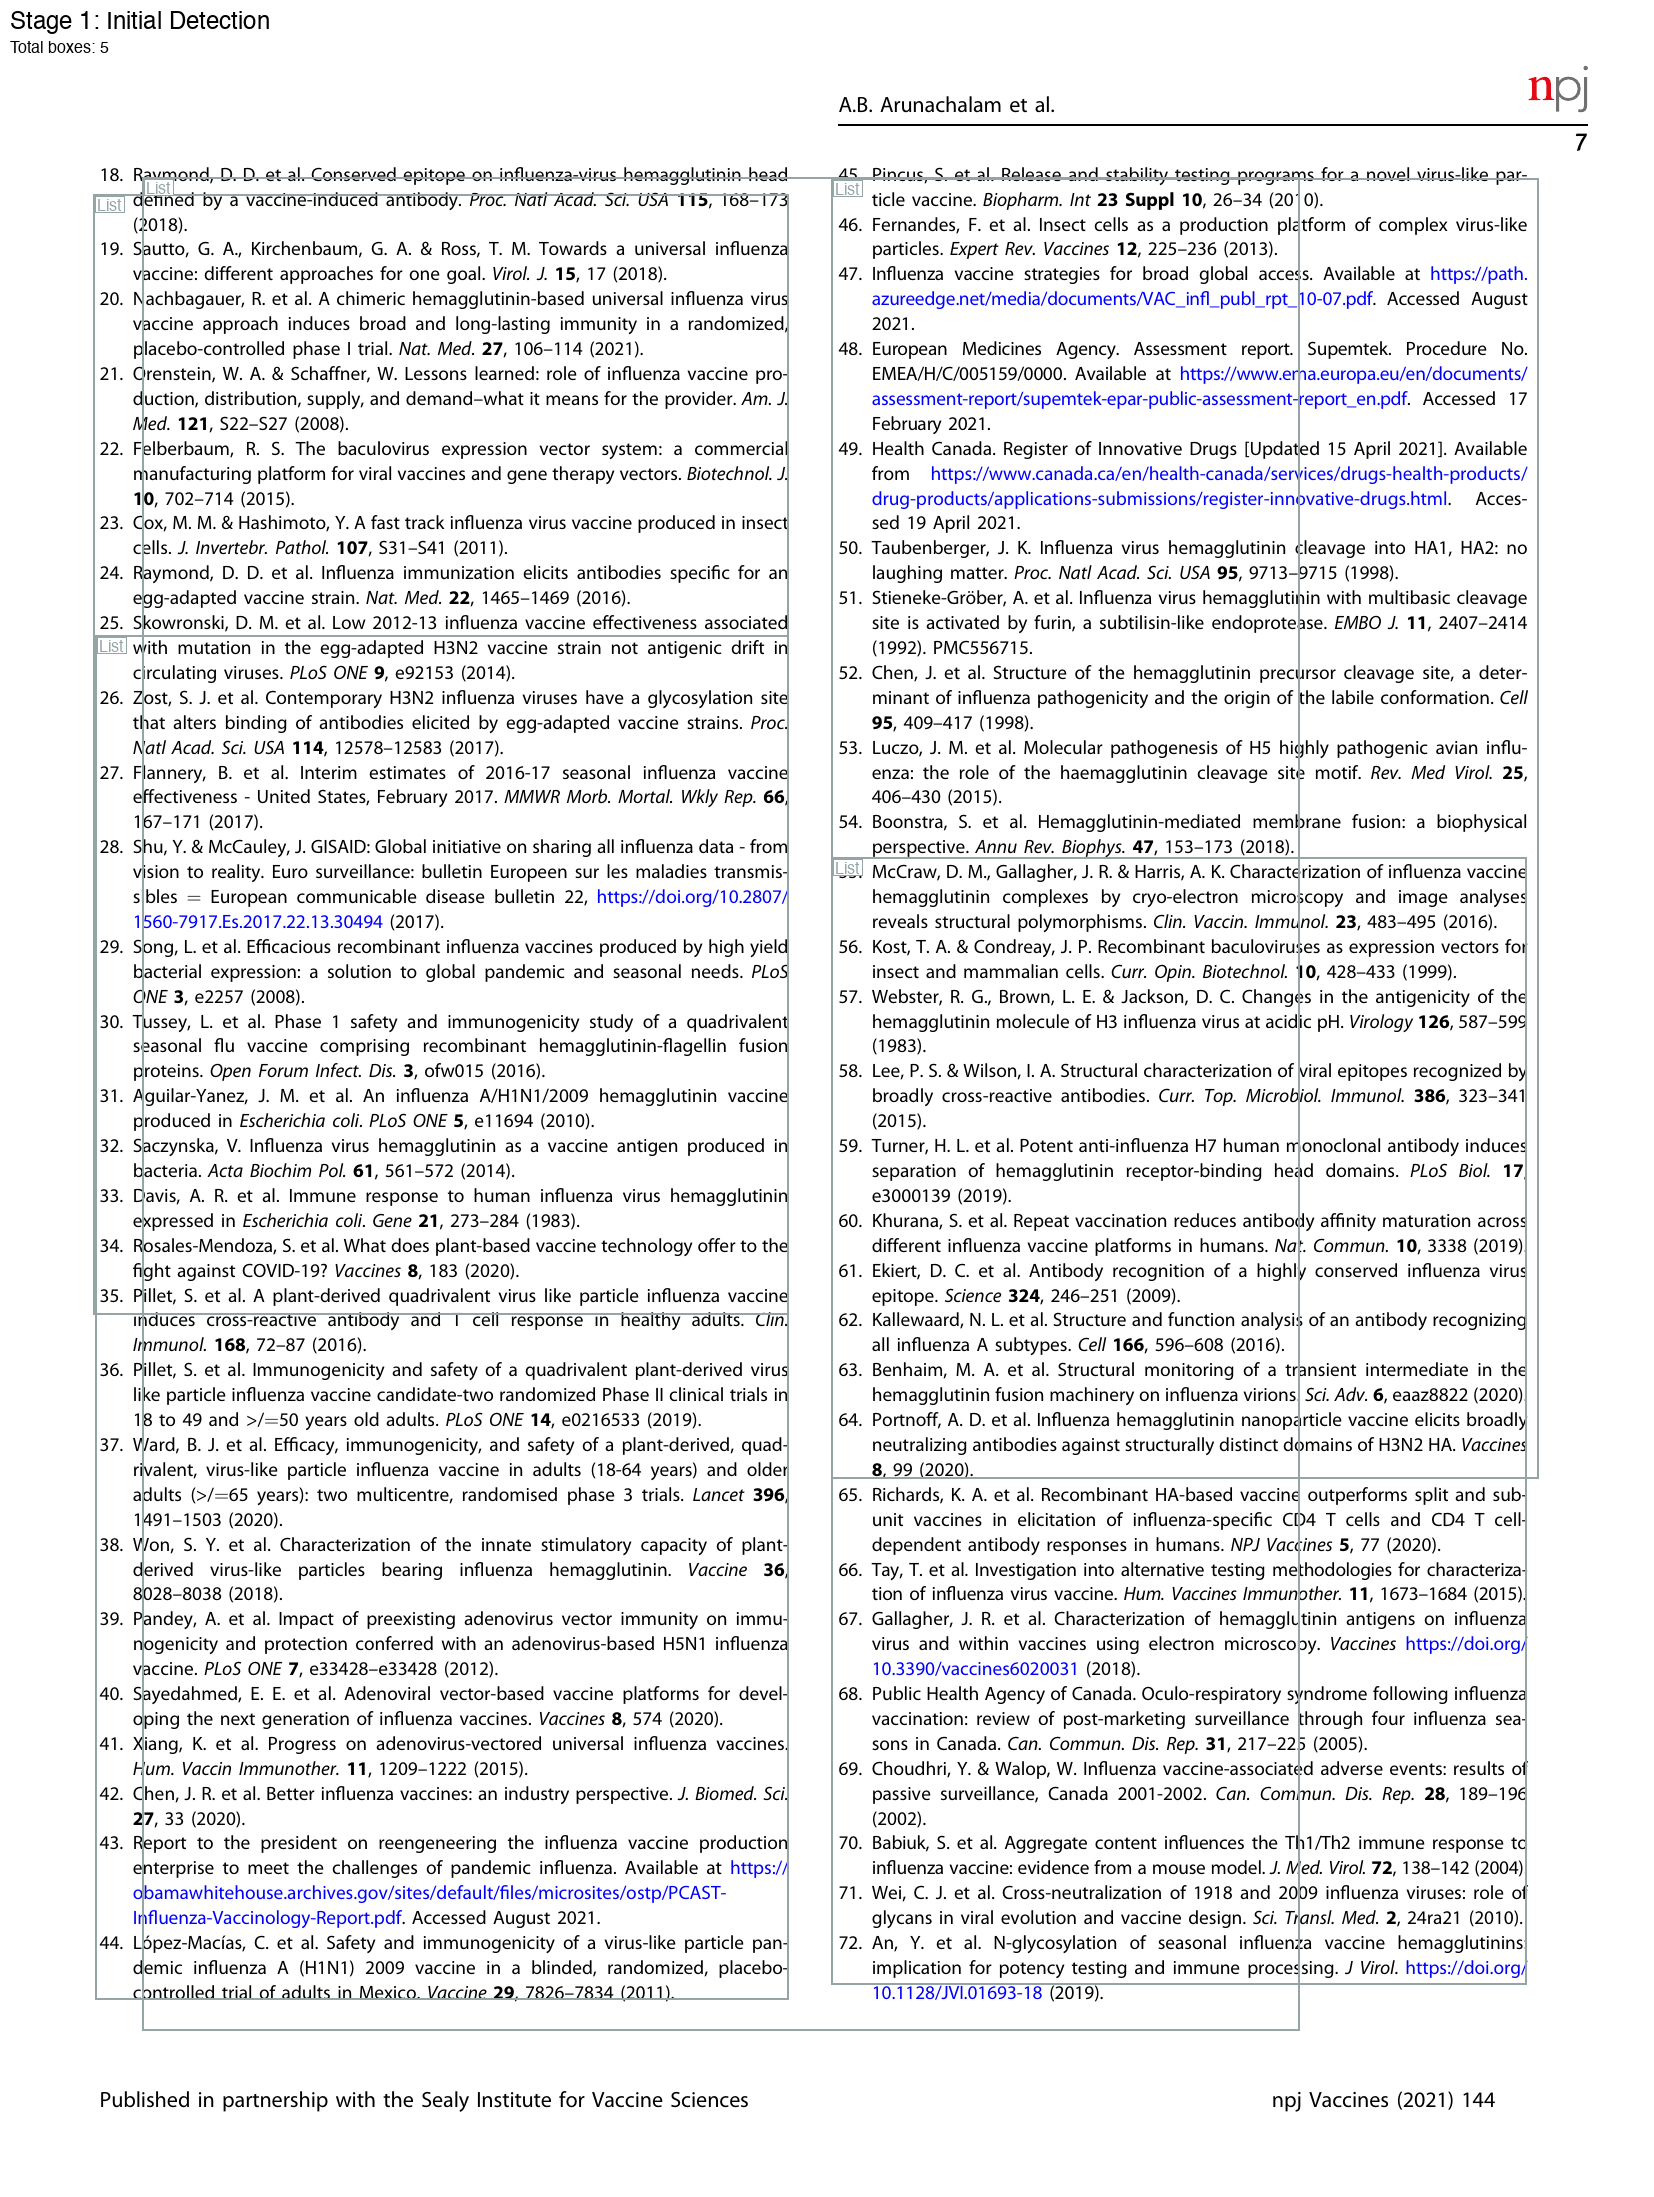 Stage 1: Initial Detection
Total boxes: 5
npj
A.B. Arunachalam et al.
7
18. Raymond, D. D. et al. Conserved epitope on influenza-virus hemagglutinin head
defined by a vaccine-induced antibody. Proc. Natl Acad. Sci. USA 115, 168–173
(2018).
19. Sautto, G. A., Kirchenbaum, G. A. & Ross, T. M. Towards a universal influenza
vaccine: different approaches for one goal. Virol. J. 15, 17 (2018).
20. Nachbagauer, R. et al. A chimeric hemagglutinin-based universal influenza virus
vaccine approach induces broad and long-lasting immunity in a randomized,
placebo-controlled phase I trial. Nat. Med. 27, 106–114 (2021).
21. Orenstein, W. A. & Schaffner, W. Lessons learned: role of influenza vaccine pro-
duction, distribution, supply, and demand–what it means for the provider. Am. J.
Med. 121, S22–S27 (2008).
22. Felberbaum, R. S. The baculovirus expression vector system: a commercial
manufacturing platform for viral vaccines and gene therapy vectors. Biotechnol. J.
10, 702–714 (2015).
23. Cox, M. M. & Hashimoto, Y. A fast track influenza virus vaccine produced in insect
cells. J. Invertebr. Pathol. 107, S31–S41 (2011).
24. Raymond, D. D. et al. Influenza immunization elicits antibodies specific for an
egg-adapted vaccine strain. Nat. Med. 22, 1465–1469 (2016).
25. Skowronski, D. M. et al. Low 2012-13 influenza vaccine effectiveness associated
with mutation in the egg-adapted H3N2 vaccine strain not antigenic drift in
circulating viruses. PLoS ONE 9, e92153 (2014).
26. Zost, S. J. et al. Contemporary H3N2 influenza viruses have a glycosylation site
that alters binding of antibodies elicited by egg-adapted vaccine strains. Proc.
Natl Acad. Sci. USA 114, 12578–12583 (2017).
27. Flannery, B. et al. Interim estimates of 2016-17 seasonal influenza vaccine
effectiveness - United States, February 2017. MMWR Morb. Mortal. Wkly Rep. 66,
167–171 (2017).
28. Shu, Y. & McCauley, J. GISAID: Global initiative on sharing all influenza data - from
vision to reality. Euro surveillance: bulletin Europeen sur les maladies transmis-
sibles = European communicable disease bulletin 22, https://doi.org/10.2807/
1560-7917.Es.2017.22.13.30494 (2017).
29. Song, L. et al. Efficacious recombinant influenza vaccines produced by high yield
bacterial expression: a solution to global pandemic and seasonal needs. PLoS
ONE 3, e2257 (2008).
30. Tussey, L. et al. Phase 1 safety and immunogenicity study of a quadrivalent
seasonal flu vaccine comprising recombinant hemagglutinin-flagellin fusion
proteins. Open Forum Infect. Dis. 3, ofw015 (2016).
31. Aguilar-Yanez, J. M. et al. An influenza A/H1N1/2009 hemagglutinin vaccine
produced in Escherichia coli. PLoS ONE 5, e11694 (2010).
32. Saczynska, V. Influenza virus hemagglutinin as a vaccine antigen produced in
bacteria. Acta Biochim Pol. 61, 561–572 (2014).
33. Davis, A. R. et al. Immune response to human influenza virus hemagglutinin
expressed in Escherichia coli. Gene 21, 273–284 (1983).
34. Rosales-Mendoza, S. et al. What does plant-based vaccine technology offer to the
fight against COVID-19? Vaccines 8, 183 (2020).
35. Pillet, S. et al. A plant-derived quadrivalent virus like particle influenza vaccine
induces cross-reactive antibody and T cell response in healthy adults. Clin.
Immunol. 168, 72–87 (2016).
36. Pillet, S. et al. Immunogenicity and safety of a quadrivalent plant-derived virus
like particle influenza vaccine candidate-two randomized Phase II clinical trials in
18 to 49 and >/=50 years old adults. PLoS ONE 14, e0216533 (2019).
37. Ward, B. J. et al. Efficacy, immunogenicity, and safety of a plant-derived, quad-
rivalent, virus-like particle influenza vaccine in adults (18-64 years) and older
adults (>/=65 years): two multicentre, randomised phase 3 trials. Lancet 396,
1491–1503 (2020).
38. Won, S. Y. et al. Characterization of the innate stimulatory capacity of plant-
derived virus-like particles bearing influenza hemagglutinin. Vaccine 36,
8028–8038 (2018).
39. Pandey, A. et al. Impact of preexisting adenovirus vector immunity on immu-
nogenicity and protection conferred with an adenovirus-based H5N1 influenza
vaccine. PLoS ONE 7, e33428–e33428 (2012).
40. Sayedahmed, E. E. et al. Adenoviral vector-based vaccine platforms for devel-
oping the next generation of influenza vaccines. Vaccines 8, 574 (2020).
41. Xiang, K. et al. Progress on adenovirus-vectored universal influenza vaccines.
Hum. Vaccin Immunother. 11, 1209–1222 (2015).
42. Chen, J. R. et al. Better influenza vaccines: an industry perspective. J. Biomed. Sci.
27, 33 (2020).
43. Report to the president on reengeneering the influenza vaccine production
enterprise to meet the challenges of pandemic influenza. Available at https://
obamawhitehouse.archives.gov/sites/default/files/microsites/ostp/PCAST-
Influenza-Vaccinology-Report.pdf. Accessed August 2021.
44. López-Macías, C. et al. Safety and immunogenicity of a virus-like particle pan-
demic influenza A (H1N1) 2009 vaccine in a blinded, randomized, placebo-
controlled trial of adults in Mexico. Vaccine 29, 7826–7834 (2011).
45. Pincus, S. et al. Release and stability testing programs for a novel virus-like par-
ticle vaccine. Biopharm. Int 23 Suppl 10, 26–34 (2010).
46. Fernandes, F. et al. Insect cells as a production platform of complex virus-like
particles. Expert Rev. Vaccines 12, 225–236 (2013).
47. Influenza vaccine strategies for broad global access. Available at https://path.
azureedge.net/media/documents/VAC_infl_publ_rpt_10-07.pdf. Accessed August
2021.
48. European Medicines Agency. Assessment report. Supemtek. Procedure No.
EMEA/H/C/005159/0000. Available at https://www.ema.europa.eu/en/documents/
assessment-report/supemtek-epar-public-assessment-report_en.pdf. Accessed 17
February 2021.
49. Health Canada. Register of Innovative Drugs [Updated 15 April 2021]. Available
from https://www.canada.ca/en/health-canada/services/drugs-health-products/
drug-products/applications-submissions/register-innovative-drugs.html. Acces-
sed 19 April 2021.
50. Taubenberger, J. K. Influenza virus hemagglutinin cleavage into HA1, HA2: no
laughing matter. Proc. Natl Acad. Sci. USA 95, 9713–9715 (1998).
51. Stieneke-Gröber, A. et al. Influenza virus hemagglutinin with multibasic cleavage
site is activated by furin, a subtilisin-like endoprotease. EMBO J. 11, 2407–2414
(1992). PMC556715.
52. Chen, J. et al. Structure of the hemagglutinin precursor cleavage site, a deter-
minant of influenza pathogenicity and the origin of the labile conformation. Cell
95, 409–417 (1998).
53. Luczo, J. M. et al. Molecular pathogenesis of H5 highly pathogenic avian influ-
enza: the role of the haemagglutinin cleavage site motif. Rev. Med Virol. 25,
406–430 (2015).
54. Boonstra, S. et al. Hemagglutinin-mediated membrane fusion: a biophysical
perspective. Annu Rev. Biophys. 47, 153–173 (2018).
55. McCraw, D. M., Gallagher, J. R. & Harris, A. K. Characterization of influenza vaccine
hemagglutinin complexes by cryo-electron microscopy and image analyses
reveals structural polymorphisms. Clin. Vaccin. Immunol. 23, 483–495 (2016).
56. Kost, T. A. & Condreay, J. P. Recombinant baculoviruses as expression vectors for
insect and mammalian cells. Curr. Opin. Biotechnol. 10, 428–433 (1999).
57. Webster, R. G., Brown, L. E. & Jackson, D. C. Changes in the antigenicity of the
hemagglutinin molecule of H3 influenza virus at acidic pH. Virology 126, 587–599
(1983).
58. Lee, P. S. & Wilson, I. A. Structural characterization of viral epitopes recognized by
broadly cross-reactive antibodies. Curr. Top. Microbiol. Immunol. 386, 323–341
(2015).
59. Turner, H. L. et al. Potent anti-influenza H7 human monoclonal antibody induces
separation of hemagglutinin receptor-binding head domains. PLoS Biol. 17,
e3000139 (2019).
60. Khurana, S. et al. Repeat vaccination reduces antibody affinity maturation across
different influenza vaccine platforms in humans. Nat. Commun. 10, 3338 (2019).
61. Ekiert, D. C. et al. Antibody recognition of a highly conserved influenza virus
epitope. Science 324, 246–251 (2009).
62. Kallewaard, N. L. et al. Structure and function analysis of an antibody recognizing
all influenza A subtypes. Cell 166, 596–608 (2016).
63. Benhaim, M. A. et al. Structural monitoring of a transient intermediate in the
hemagglutinin fusion machinery on influenza virions. Sci. Adv. 6, eaaz8822 (2020).
64. Portnoff, A. D. et al. Influenza hemagglutinin nanoparticle vaccine elicits broadly
neutralizing antibodies against structurally distinct domains of H3N2 HA. Vaccines
8, 99 (2020).
65. Richards, K. A. et al. Recombinant HA-based vaccine outperforms split and sub-
unit vaccines in elicitation of influenza-specific CD4 T cells and CD4 T cell-
dependent antibody responses in humans. NPJ Vaccines 5, 77 (2020).
66. Tay, T. et al. Investigation into alternative testing methodologies for characteriza-
tion of influenza virus vaccine. Hum. Vaccines Immunother. 11, 1673–1684 (2015).
67. Gallagher, J. R. et al. Characterization of hemagglutinin antigens on influenza
virus and within vaccines using electron microscopy. Vaccines https://doi.org/
10.3390/vaccines6020031 (2018).
68. Public Health Agency of Canada. Oculo-respiratory syndrome following influenza
vaccination: review of post-marketing surveillance through four influenza sea-
sons in Canada. Can. Commun. Dis. Rep. 31, 217–225 (2005).
69. Choudhri, Y. & Walop, W. Influenza vaccine-associated adverse events: results of
passive surveillance, Canada 2001-2002. Can. Commun. Dis. Rep. 28, 189–196
(2002).
70. Babiuk, S. et al. Aggregate content influences the Th1/Th2 immune response to
influenza vaccine: evidence from a mouse model. J. Med. Virol. 72, 138–142 (2004).
71. Wei, C. J. et al. Cross-neutralization of 1918 and 2009 influenza viruses: role of
glycans in viral evolution and vaccine design. Sci. Transl. Med. 2, 24ra21 (2010).
72. An, Y. et al. N-glycosylation of seasonal influenza vaccine hemagglutinins:
implication for potency testing and immune processing. J Virol. https://doi.org/
10.1128/JVI.01693-18 (2019).
List
List
List
List
List
Published in partnership with the Sealy Institute for Vaccine Sciences
npj Vaccines (2021) 144